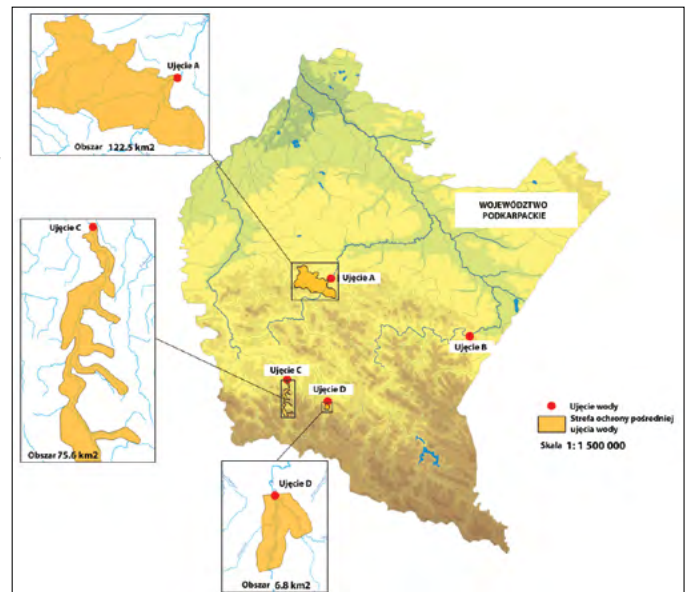 Ujęcie A
Obszar 122.5 km2
WOJEWÓDZTWO
PODKARPACKIE
Ujęcie C
Ujęcie A
Ujęcie B
Ujęcie C
Ujęcie D
Ujęcie wody
Strefa ochrony pośredniej
ujęcia wody
Skala 1: 1 500 000
Obszar 75.6 km2
Ujęcie D
Obszar 6.8 km2